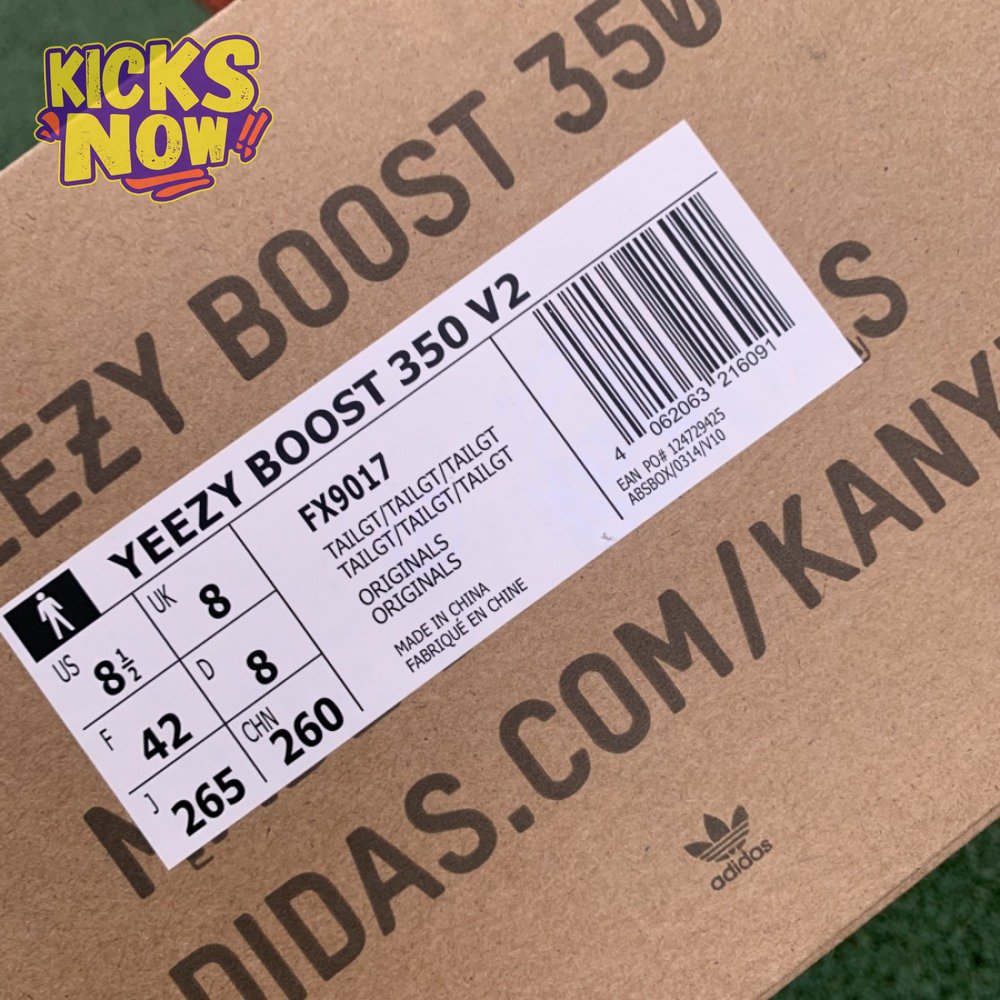 KICKS
NOW!!
EEZY BOOST 350
YEEZY BOOST 350 V2
FX9017
TAILGT/TAILGT/TAILGT
TAILGT/TAILGT/TAILGT
ORIGINALS
ORIGINALS
MADE IN CHINA
FABRIQUÉ EN CHINE
4 062063 216091
EAN PO# 124729425
ABSBOX/0314/V10
US 8½ UK 8
F 42 D 8
J 265 CHN 260
S
DIDAS.COM/KANY
adidas